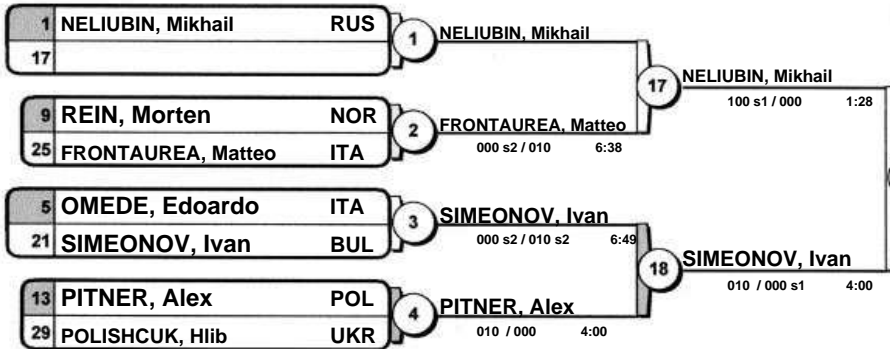 1 NELIUBIN, Mikhail RUS
17
1
NELIUBIN, Mikhail
9 REIN, Morten NOR
25 FRONTAUREA, Matteo ITA
2
FRONTAUREA, Matteo
000 s2 / 010 6:38
17
NELIUBIN, Mikhail
100 s1 / 000 1:28
5 OMEDE, Edoardo ITA
21 SIMEONOV, Ivan BUL
3
SIMEONOV, Ivan
000 s2 / 010 s2 6:49
13 PITNER, Alex POL
29 POLISHCUK, Hlib UKR
4
PITNER, Alex
010 / 000 4:00
18
SIMEONOV, Ivan
010 / 000 s1 4:00